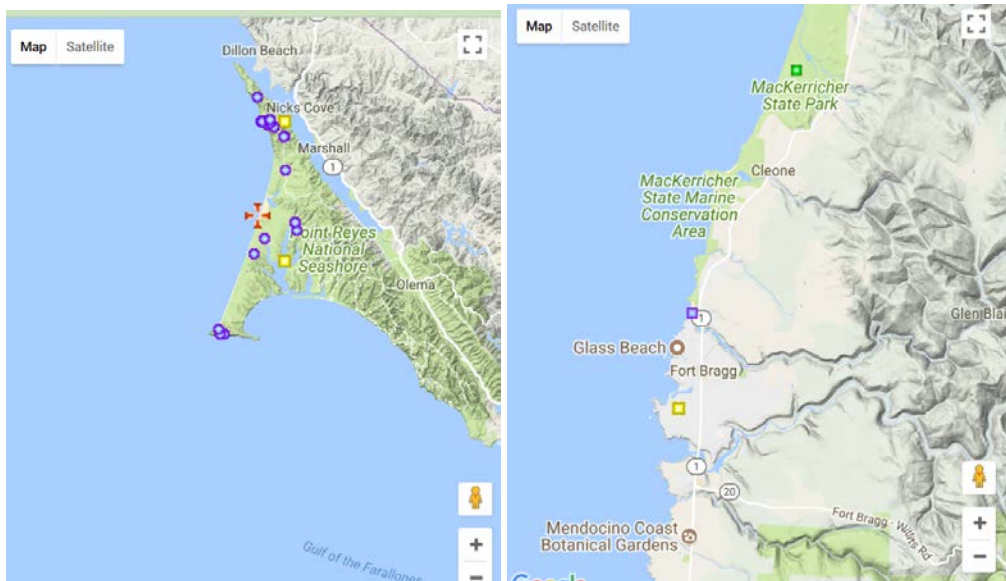 Map Satellite
Dillon Beach
Nicks Cove
Marshall
1
Point Reyes
National
Seashore
Olema
Gulf of the Farallones
+
−
Map Satellite
MacKerricher
State Park
Cleone
MacKerricher
State Marine
Conservation
Area
1
Glen Blai
Glass Beach
Fort Bragg
1
20
Fort Bragg - Willits Rd
Mendocino Coast
Botanical Gardens
+
−
Google